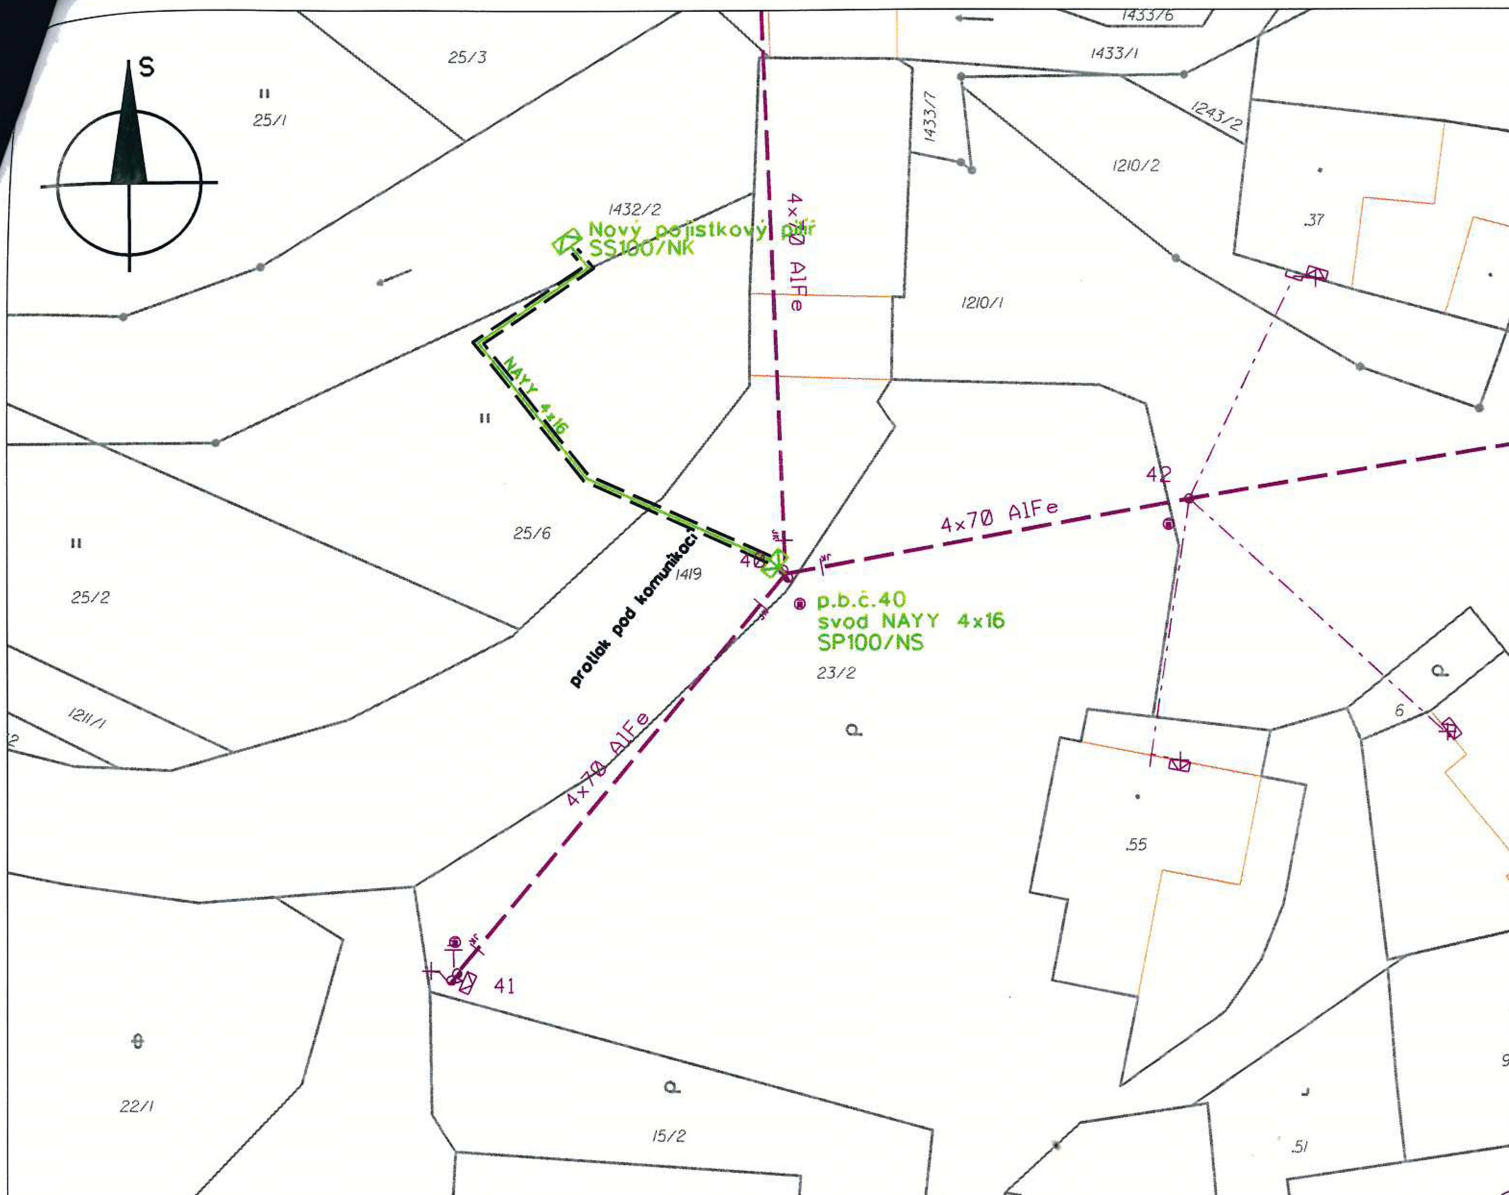 1433/6
S
25/3
1433/1
25/1
1433/7
1243/2
1210/2
1432/2
4x70 AlFe
.37
Nový pojistkový pilíř
SS100/NK
1210/1
NAYY 4x16
42
25/6
4x70 AlFe
40
1419
protlak pod komunikací
25/2
p.b.č.40
svod NAYY 4x16
SP100/NS
23/2
1211/1
6
4x70 AlFe
.55
41
22/1
15/2
.51